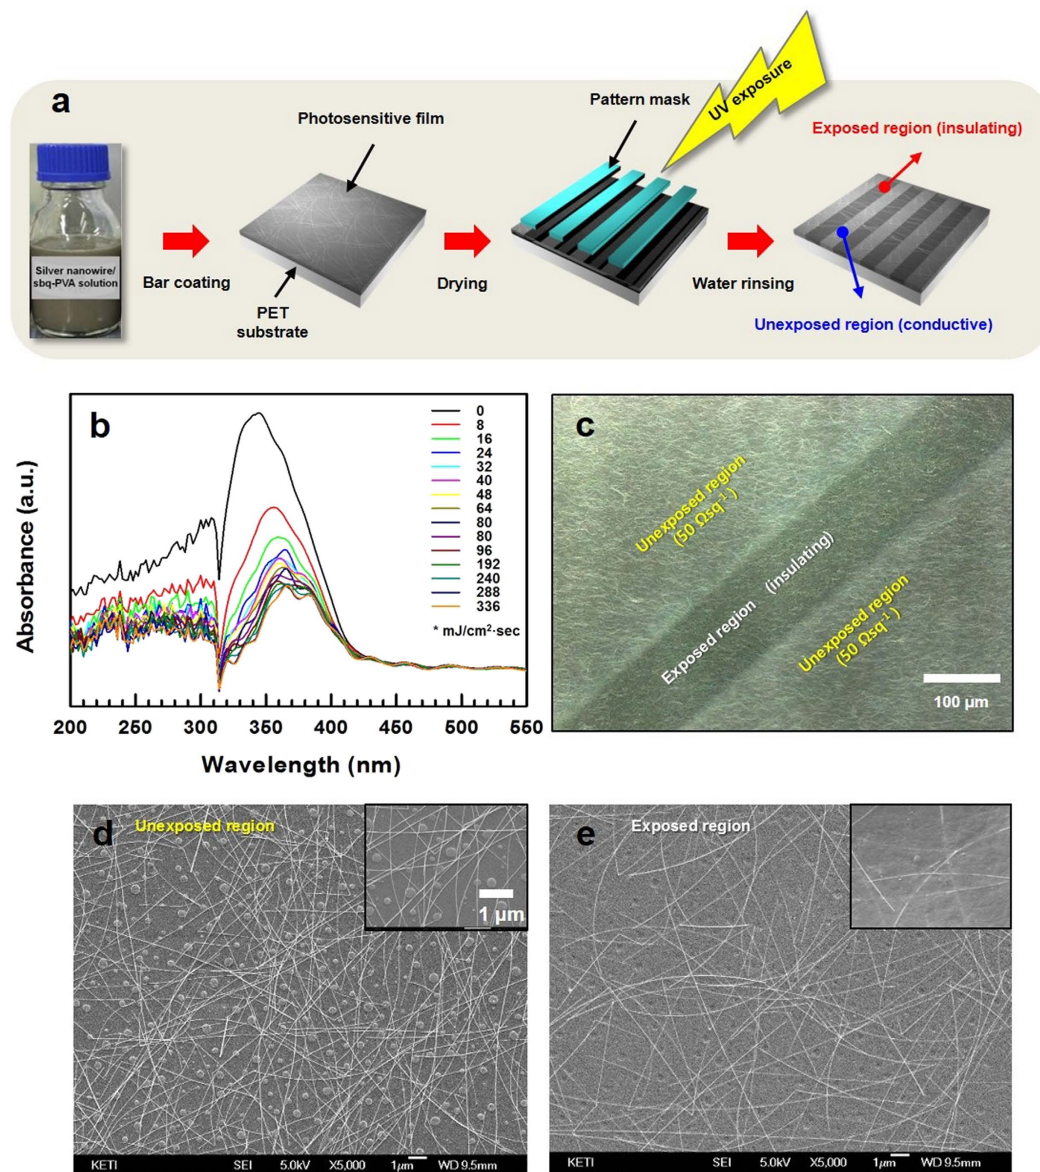 a
Photosensitive film
Pattern mask
UV exposure
Exposed region (insulating)
Silver nanowire/
sbq-PVA solution
Bar coating
PET
substrate
Drying
Water rinsing
Unexposed region (conductive)
b
Absorbance (a.u.)
0
8
16
24
32
40
48
64
80
80
96
192
240
288
336
* mJ/cm²·sec
200 250 300 350 400 450 500 550 600 650
Wavelength (nm)
c
Unexposed region
(50 Ωsq⁻¹)
Exposed region (insulating)
Unexposed region
(50 Ωsq⁻¹)
100 µm
d
Unexposed region
1 µm
KETI SEI 5.0kV X5,000 1µm WD 9.5mm
e
Exposed region
KETI SEI 5.0kV X5,000 1µm WD 9.5mm